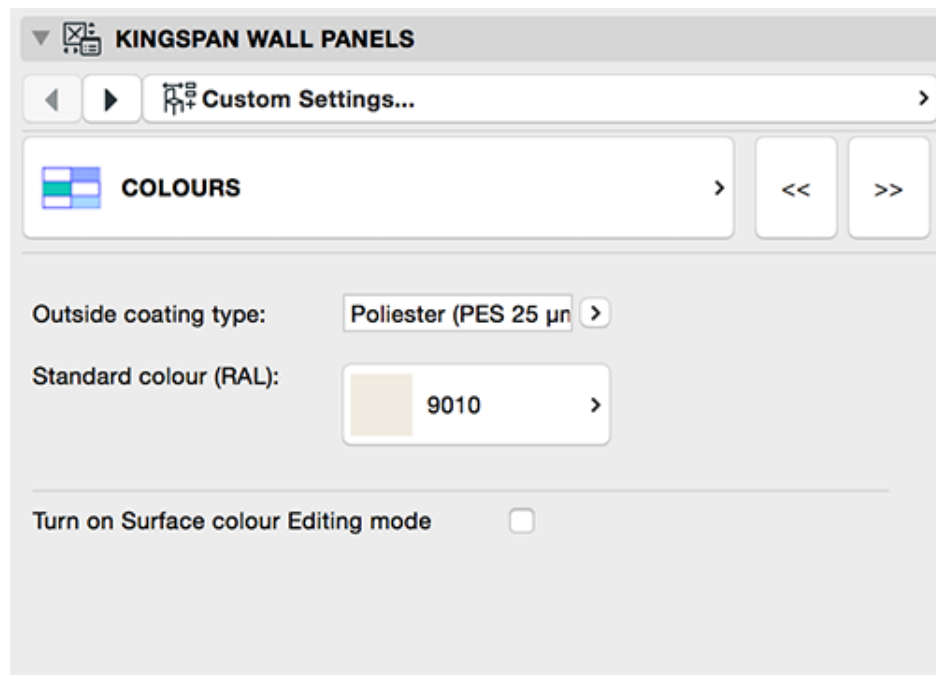 KINGSPAN WALL PANELS
Custom Settings...
COLOURS
<<
>>
Outside coating type:
Poliester (PES 25 µm
Standard colour (RAL):
9010
Turn on Surface colour Editing mode